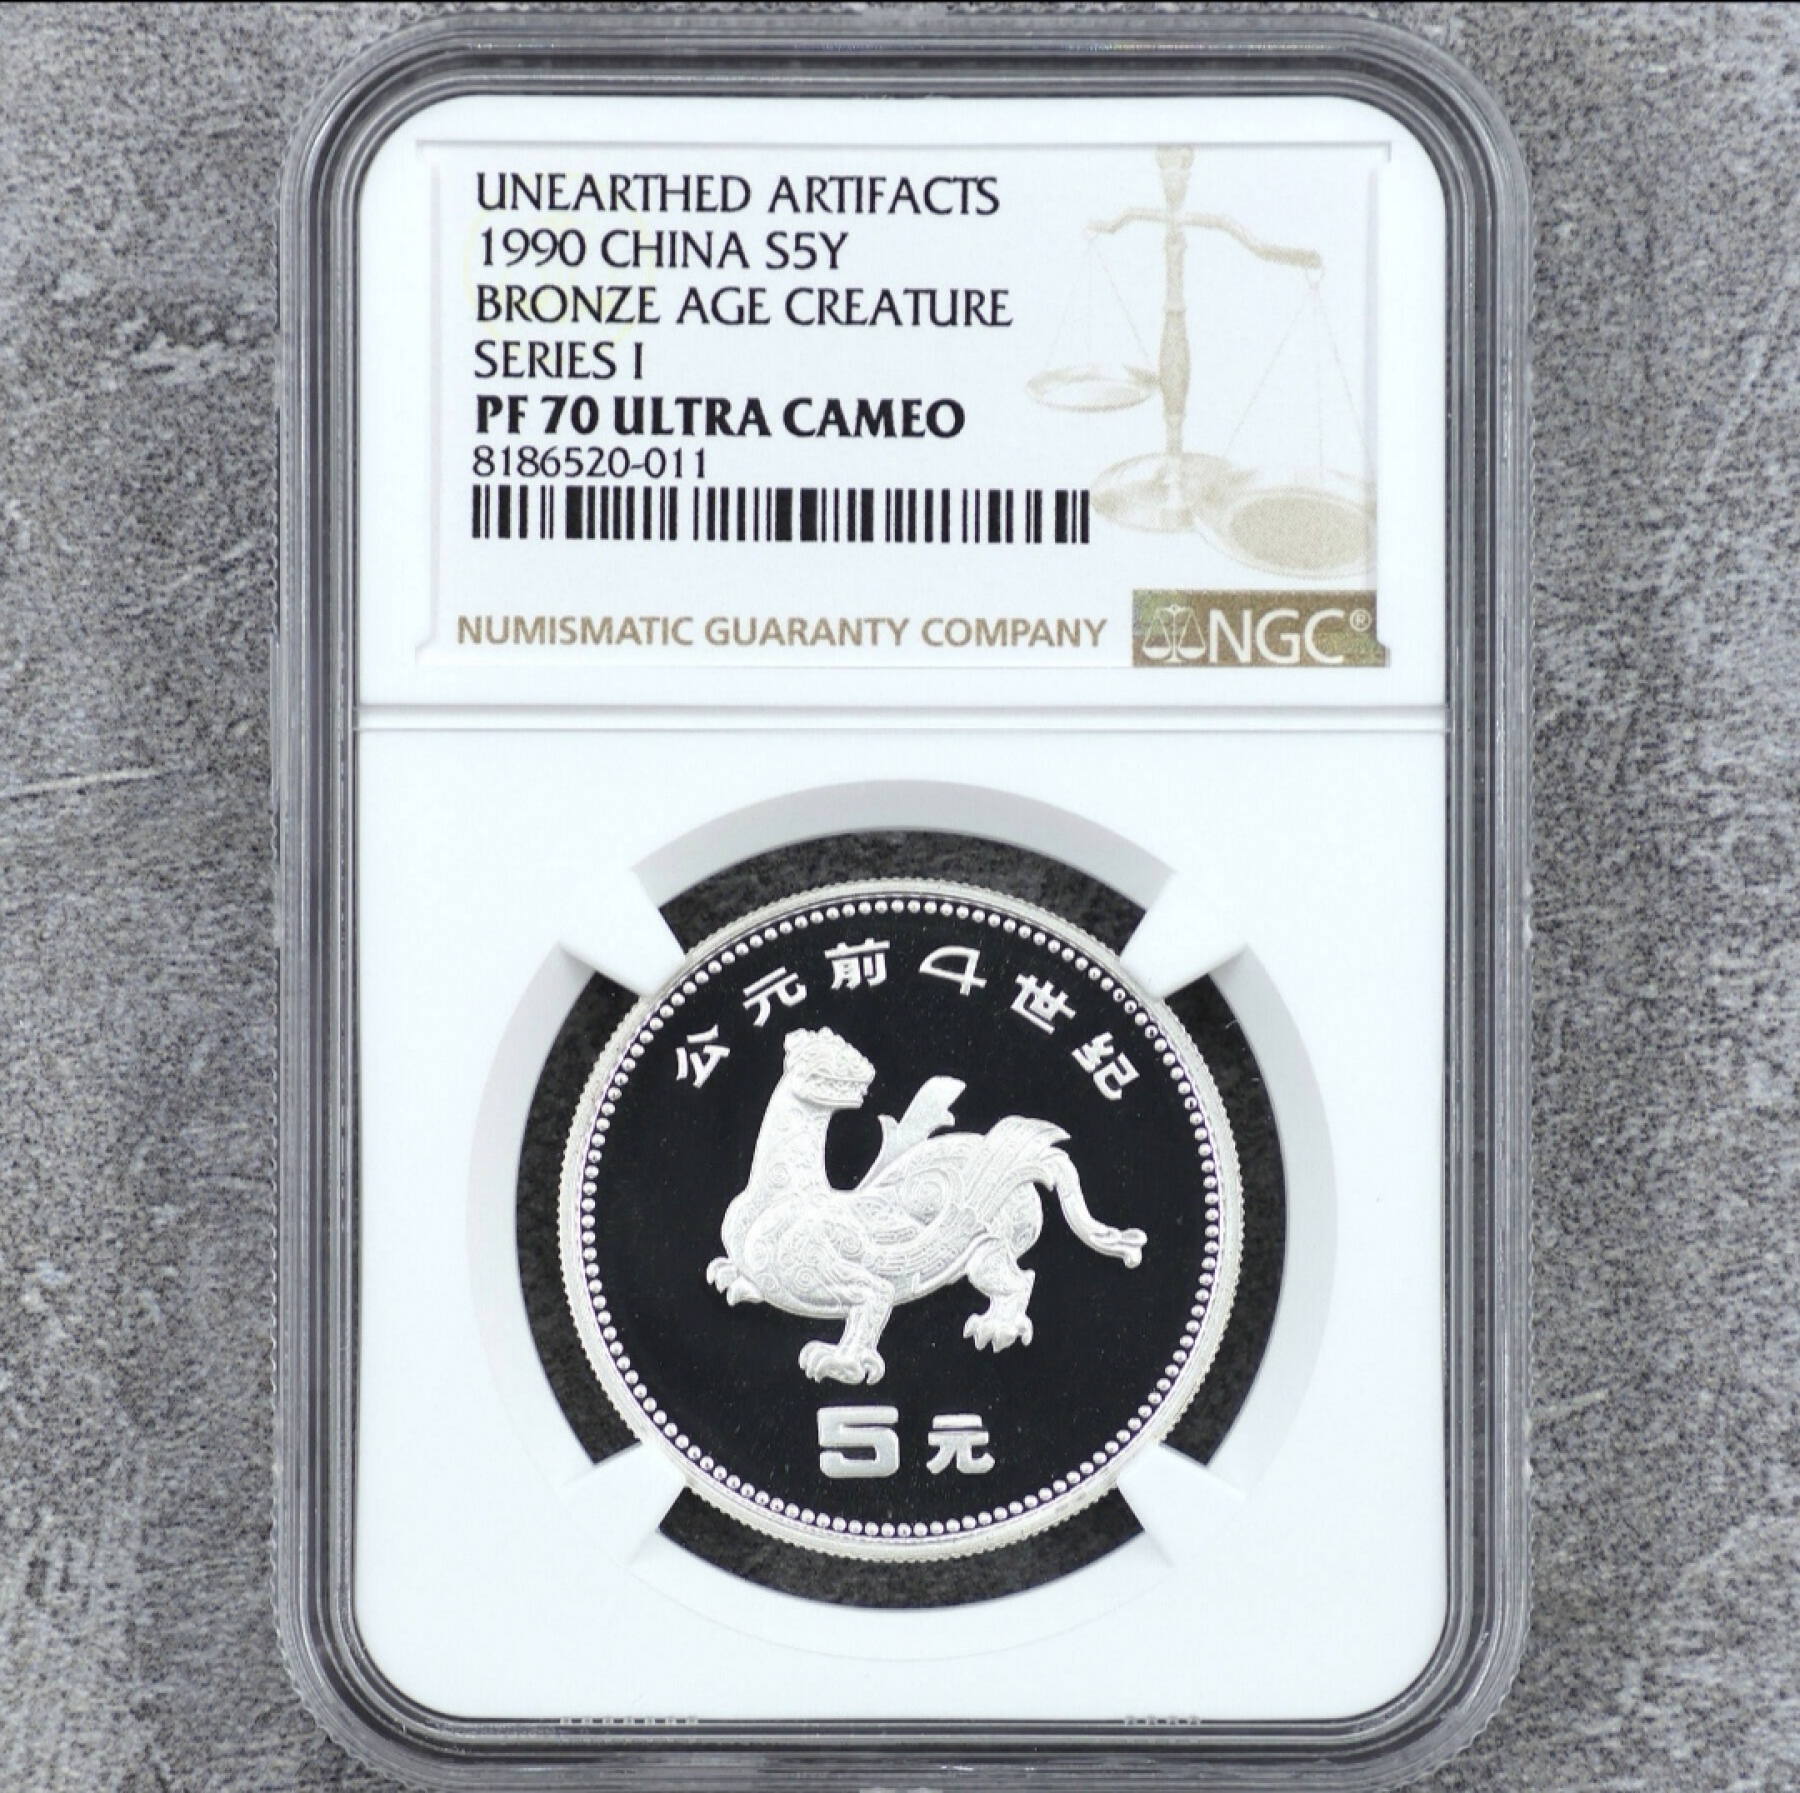 UNEARTHED ARTIFACTS
1990 CHINA S5Y
BRONZE AGE CREATURE
SERIES I
PF 70 ULTRA CAMEO
8186520-011
NUMISMATIC GUARANTY COMPANY
NGC®
公元前4世纪
5元